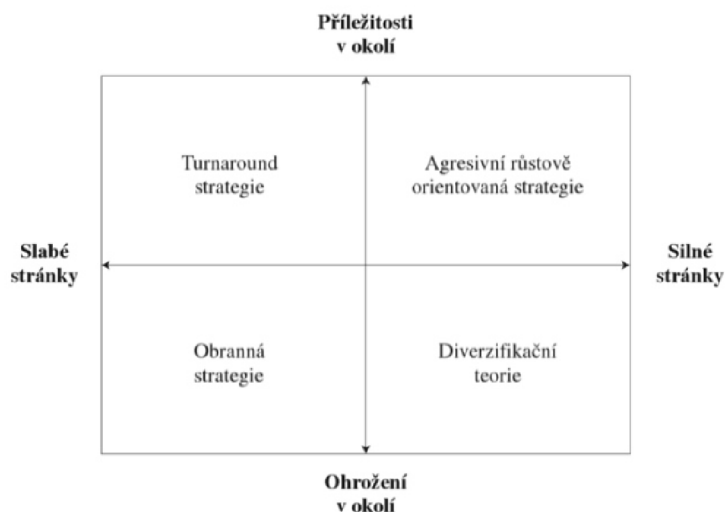 Příležitosti
v okolí
Turnaround
strategie
Agresivní růstově
orientovaná strategie
Slabé
stránky
Silné
stránky
Obranná
strategie
Diverzifikační
teorie
Ohrožení
v okolí